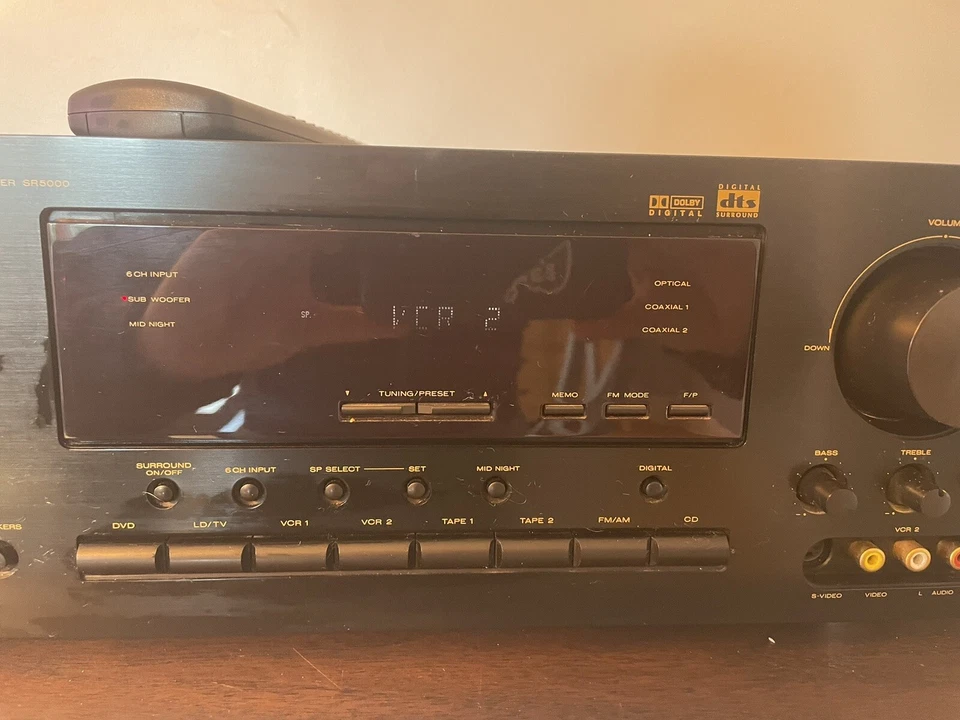 ER SR5000
DIGITAL
dts
SURROUND
DOLBY
DIGITAL
VOLUM
6 CH INPUT
SUB WOOFER
MID NIGHT
SP.
VCR 2
OPTICAL
COAXIAL 1
COAXIAL 2
DOWN
▼ TUNING/PRESET ▲
MEMO
FM MODE
F/P
BASS
TREBLE
SURROUND
ON/OFF
6 CH INPUT
SP SELECT
SET
MID NIGHT
DIGITAL
KERS
DVD
LD/TV
VCR 1
VCR 2
TAPE 1
TAPE 2
FM/AM
CD
VCR 2
S-VIDEO
VIDEO
L AUDIO